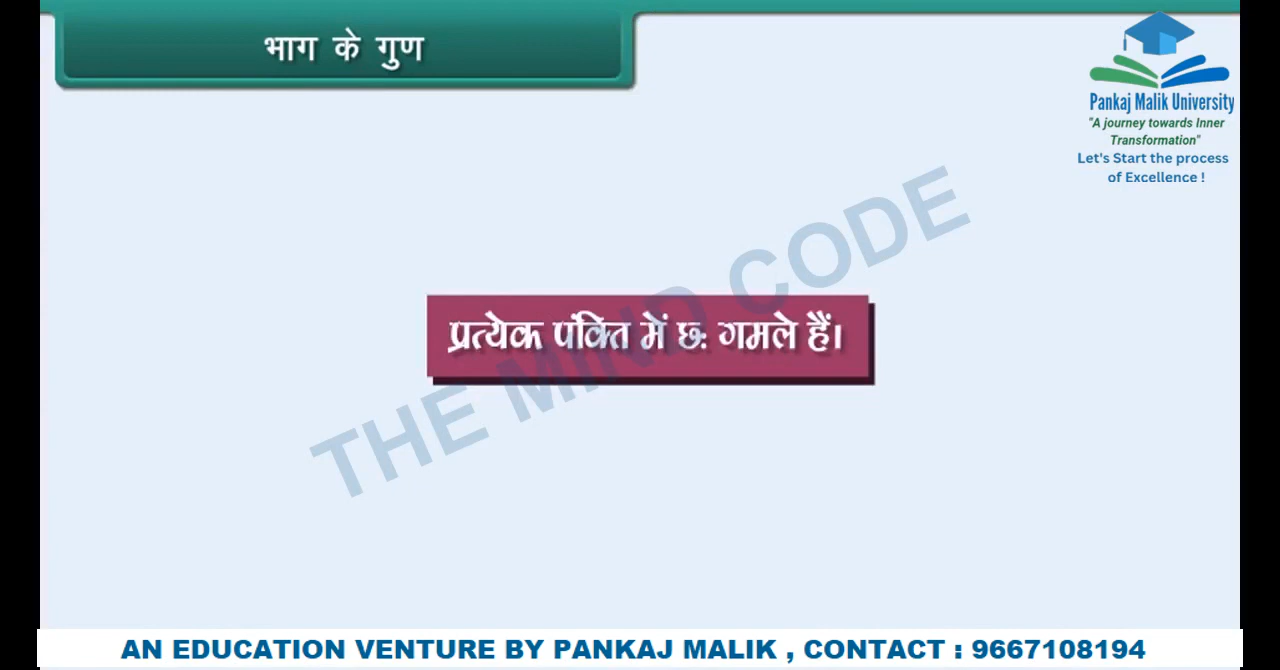 भाग के गुण
Pankaj Malik University
"A journey towards Inner
Transformation"
Let's Start the process
of Excellence !
THE MIND CODE
प्रत्येक पंक्ति में छः गमले हैं।
AN EDUCATION VENTURE BY PANKAJ MALIK , CONTACT : 9667108194